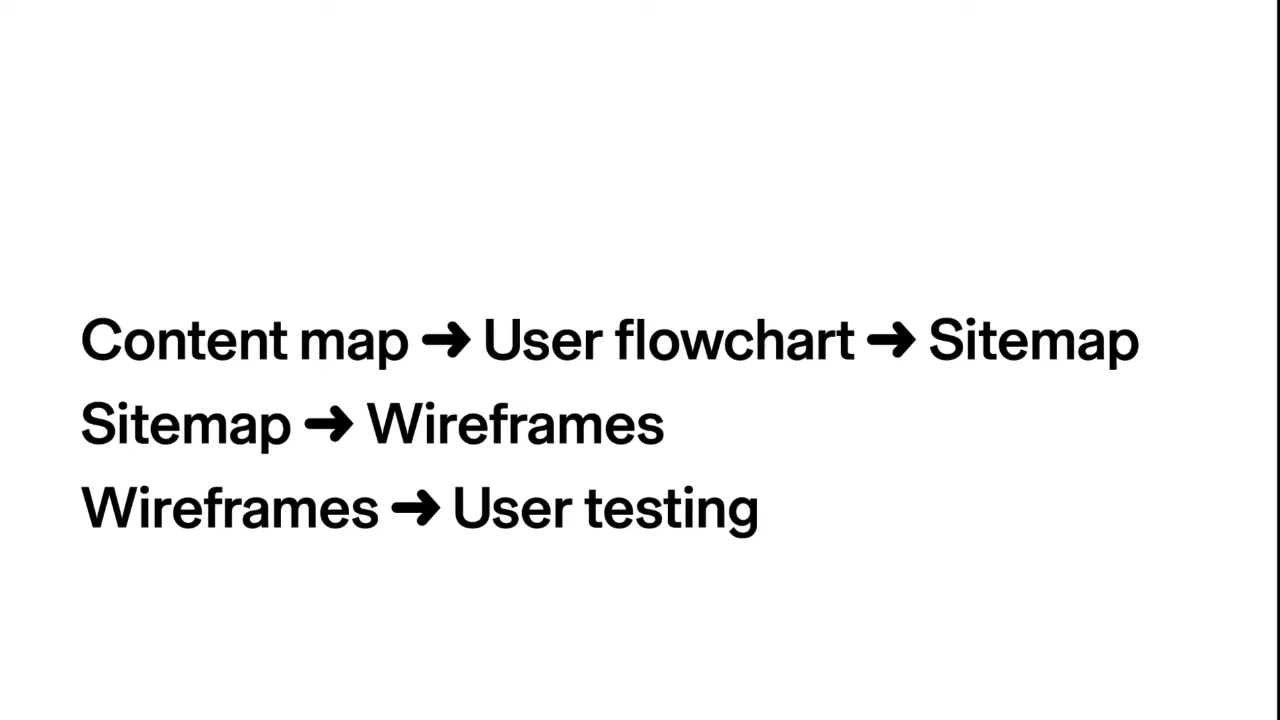 Content map ➜ User flowchart ➜ Sitemap
Sitemap ➜ Wireframes
Wireframes ➜ User testing